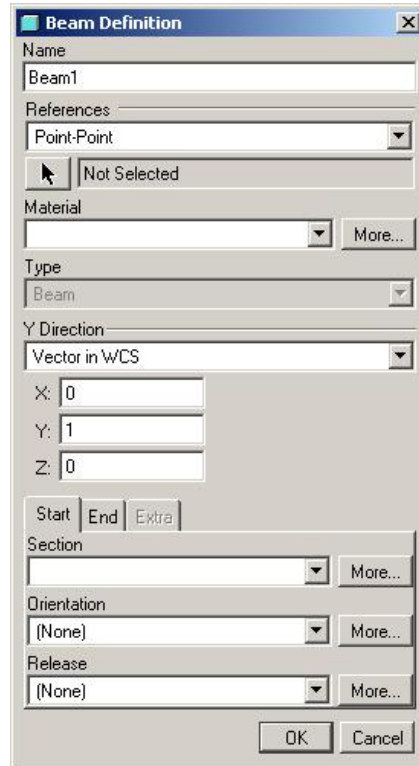 Beam Definition
Name
Beam1
References
Point-Point
Not Selected
Material
More...
Type
Beam
Y Direction
Vector in WCS
X: 0
Y: 1
Z: 0
Start End Extra
Section
More...
Orientation
(None) More...
Release
(None) More...
OK Cancel